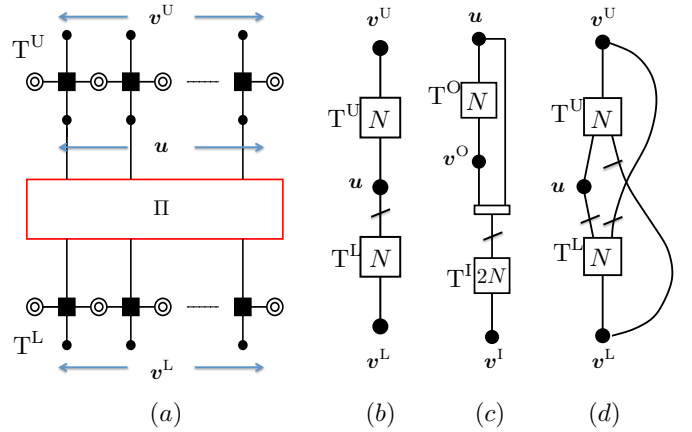 v^U
T^U
u
Π
T^L
v^L
(a)
v^U
T^U N
u
T^L N
v^L
(b)
u
T^O N
v^O
T^I 2N
v^I
(c)
v^U
T^U N
u
T^L N
v^L
(d)